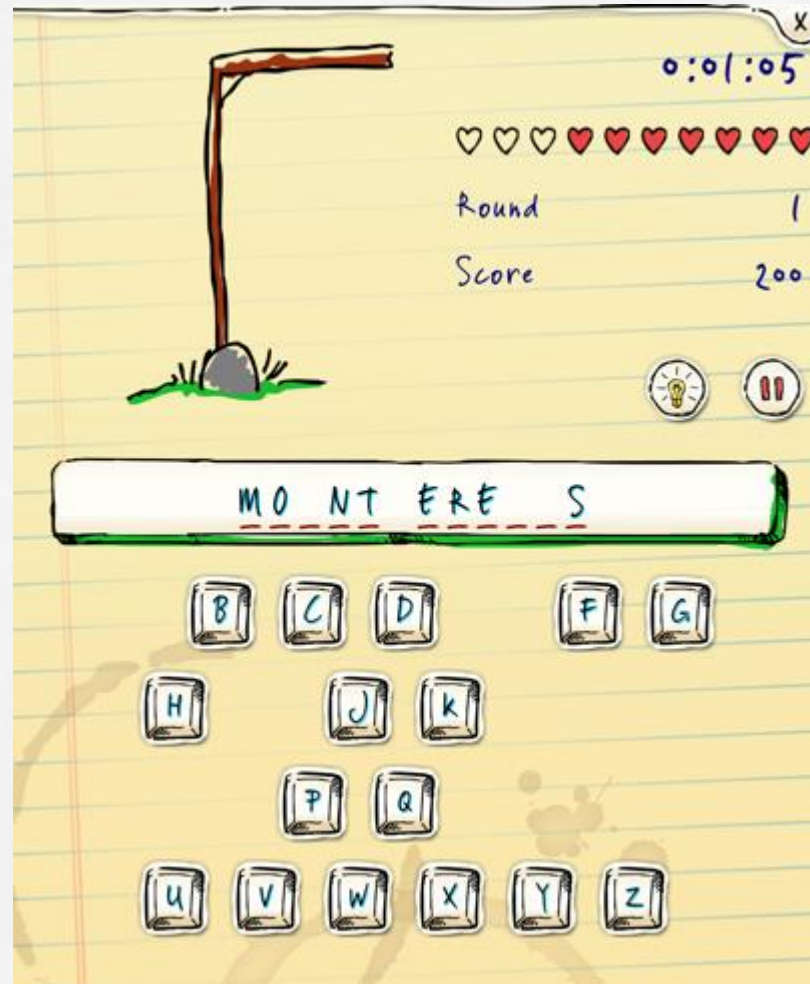 X
0:01:05
Round 1
Score 200
MO NT ERE S
B C D F G
H J K
P Q
U V W X Y Z